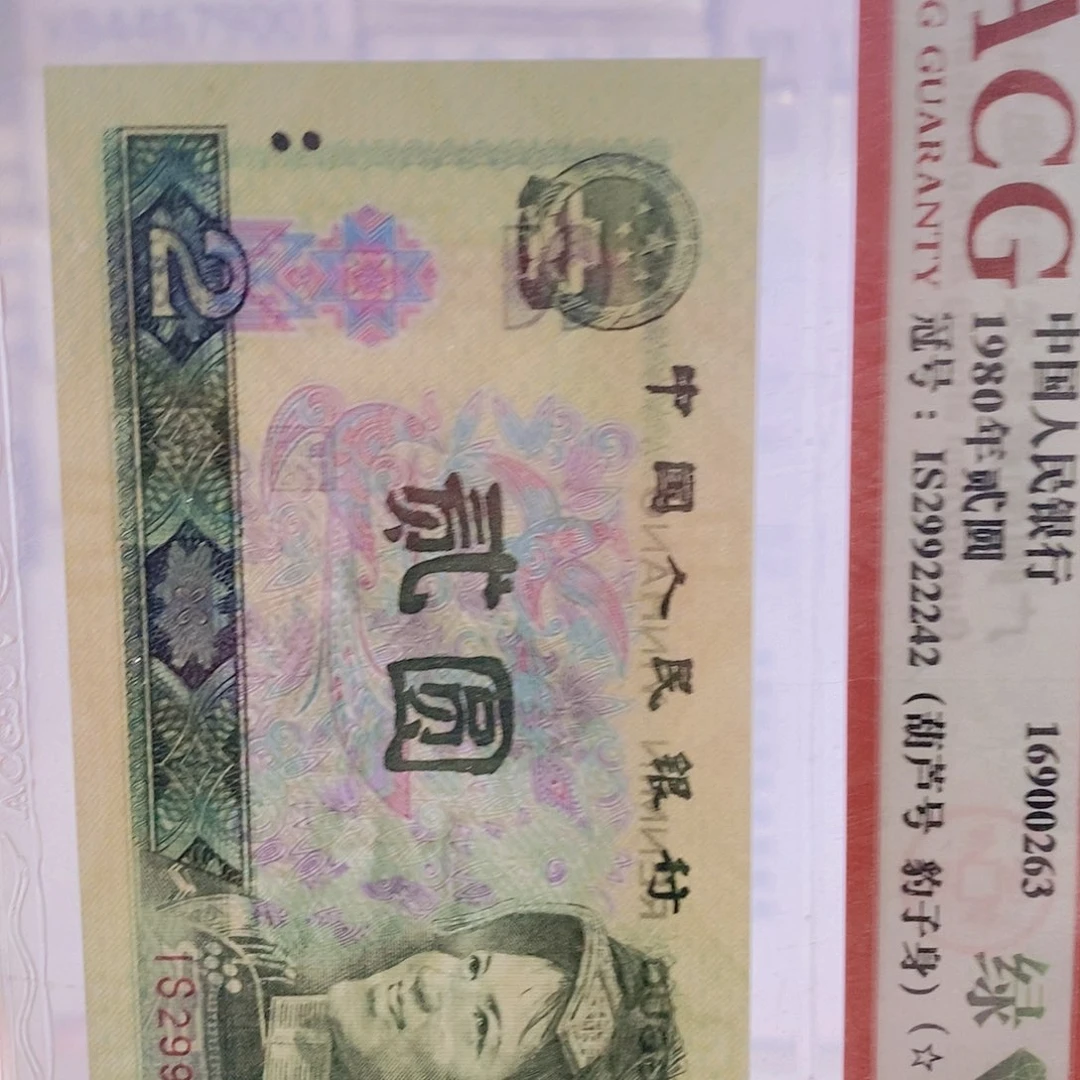 ACG
G GUARANTY
中国人民银行 16900263
1980年贰圆 绿
冠号：IS29922242（葫芦号 豹子身）（☆
中国人民银行
贰圆
2
IS299